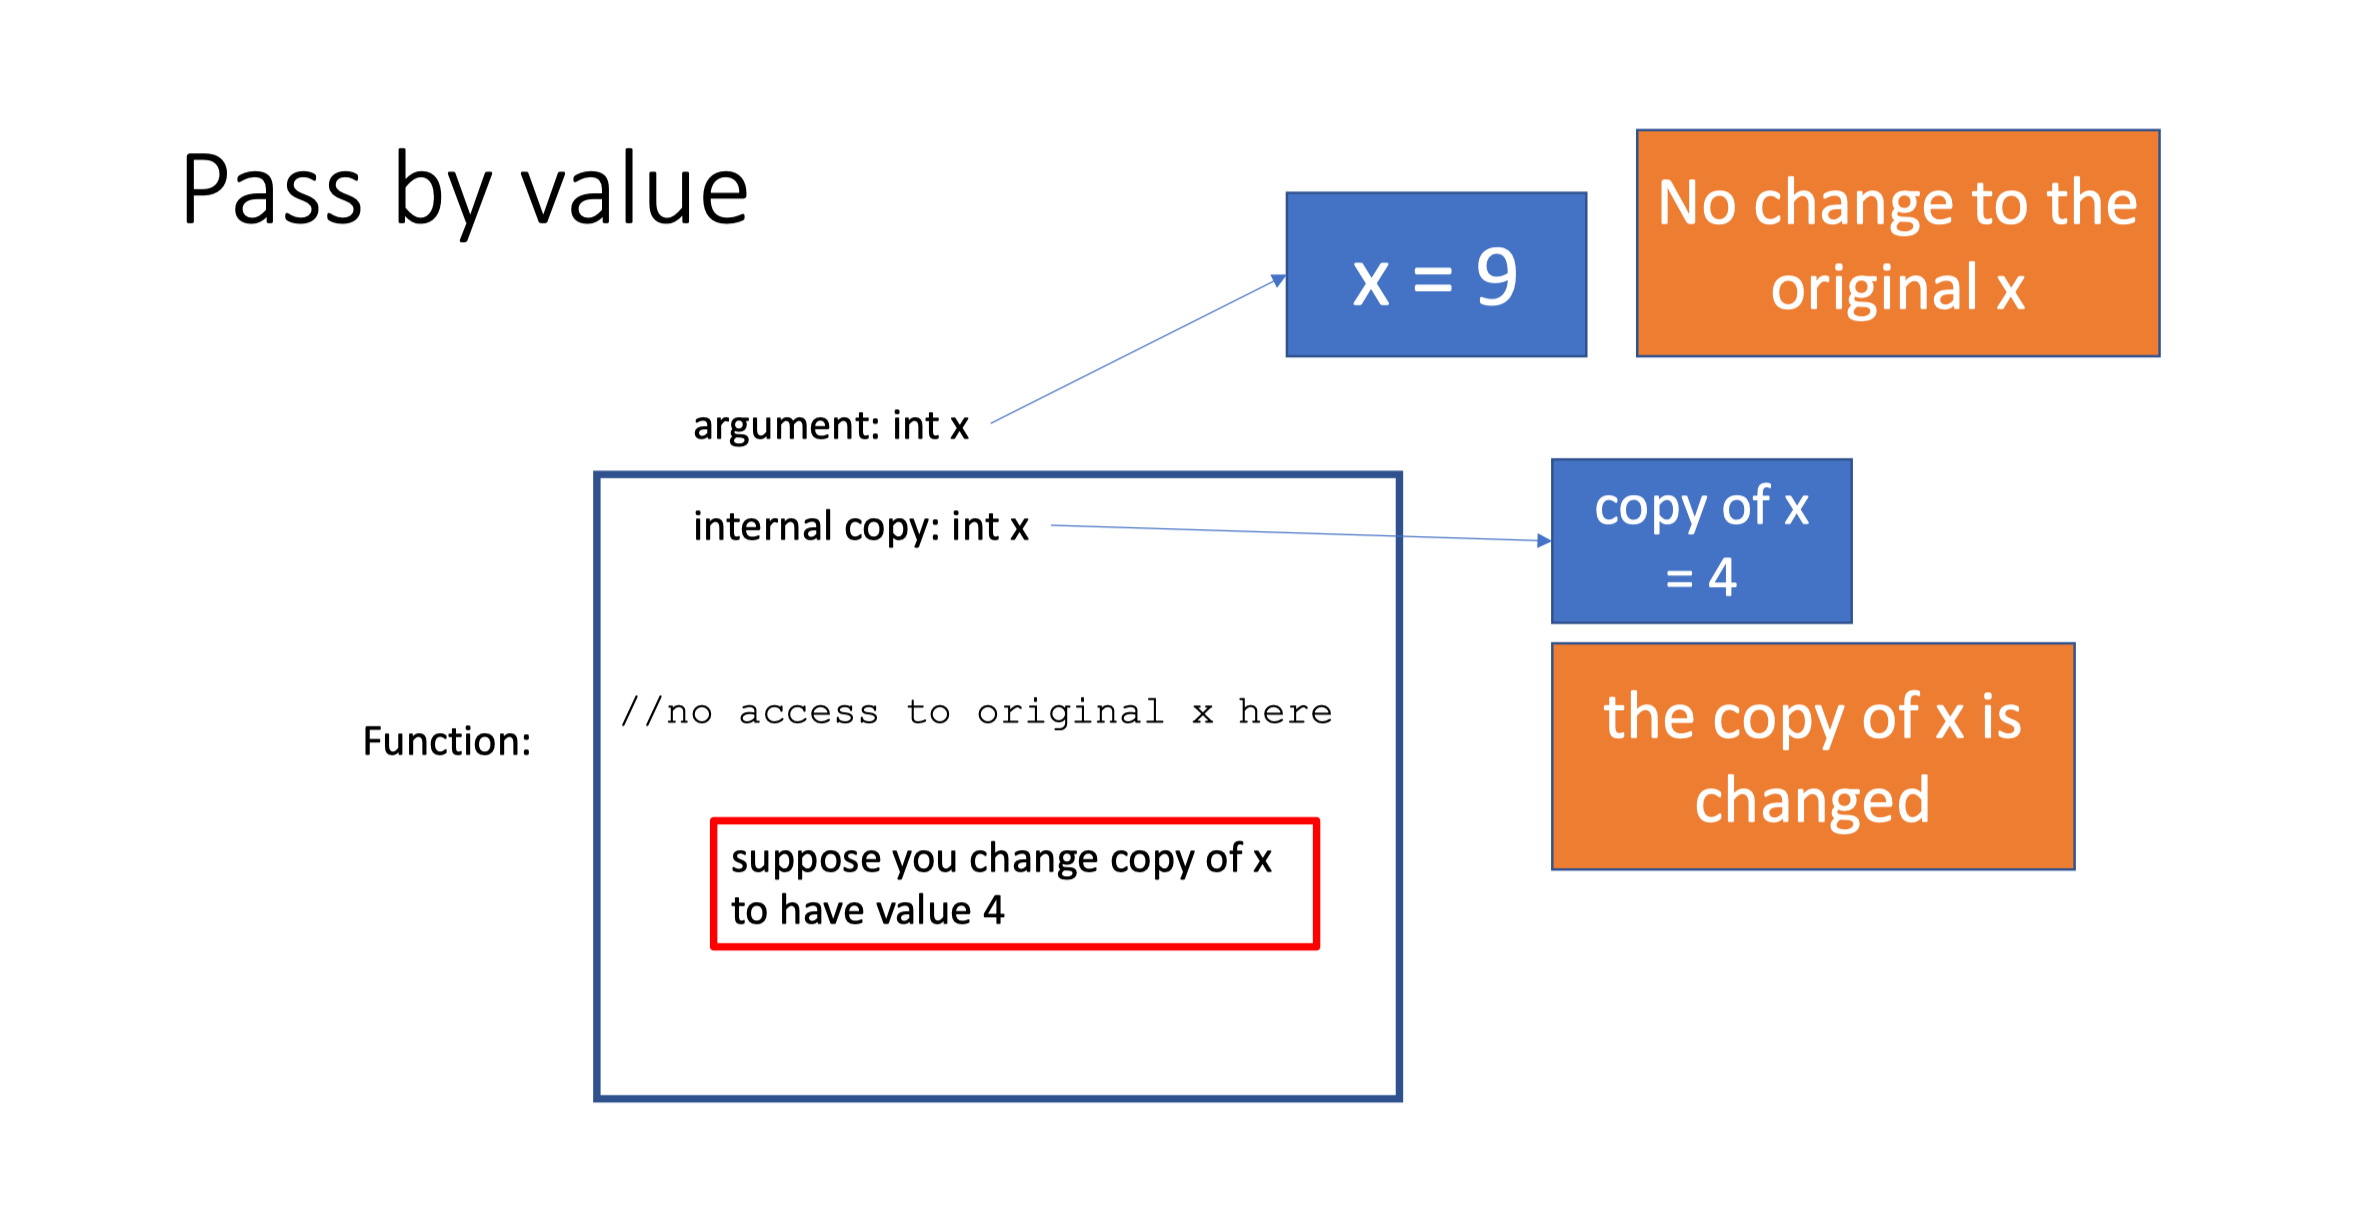 Pass by value
No change to the
original x
x = 9
argument: int x
internal copy: int x
copy of x
= 4
//no access to original x here
Function:
the copy of x is
changed
suppose you change copy of x
to have value 4